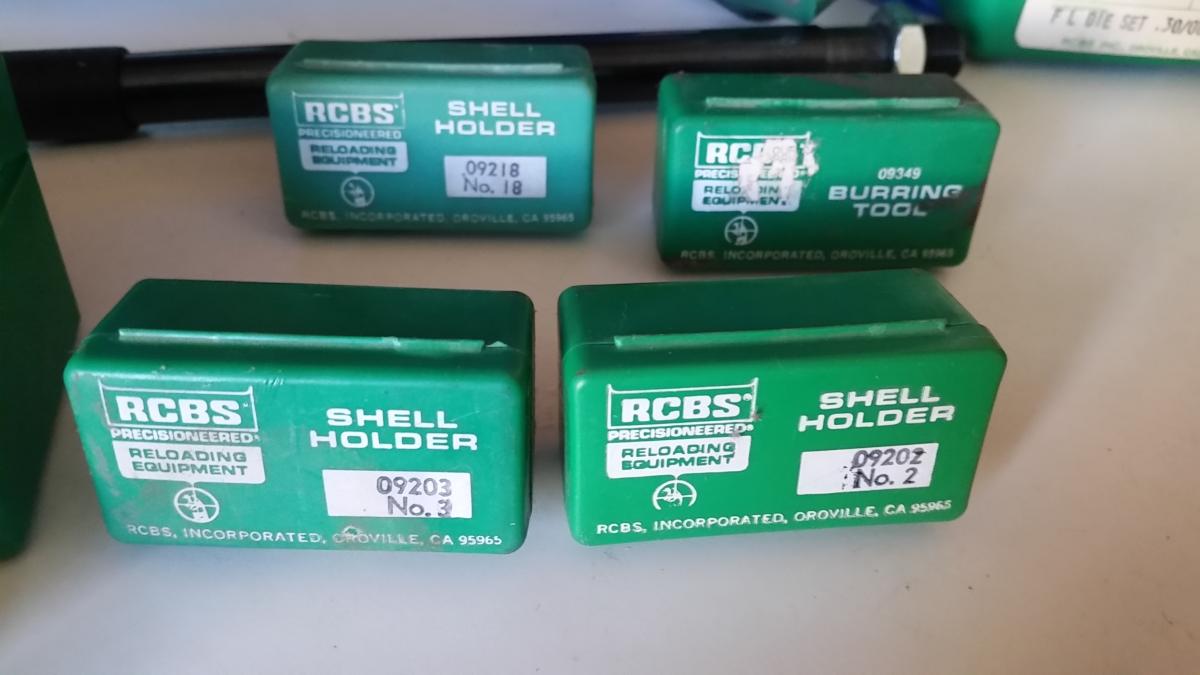 F L DIE SET .30/0
RCBS
PRECISIONEERED
RELOADING
EQUIPMENT
SHELL
HOLDER
09218
No. 18
RCBS, INCORPORATED, OROVILLE, CA 95965
RELOADING
EQUIPMENT
09349
BURRING
TOOL
RCBS, INCORPORATED, OROVILLE, CA 95965
RCBS
PRECISIONEERED®
RELOADING
EQUIPMENT
SHELL
HOLDER
09203
No. 3
RCBS, INCORPORATED, OROVILLE, CA 95965
RCBS®
PRECISIONEERED®
RELOADING
EQUIPMENT
SHELL
HOLDER
09202
No. 2
RCBS, INCORPORATED, OROVILLE, CA 95965